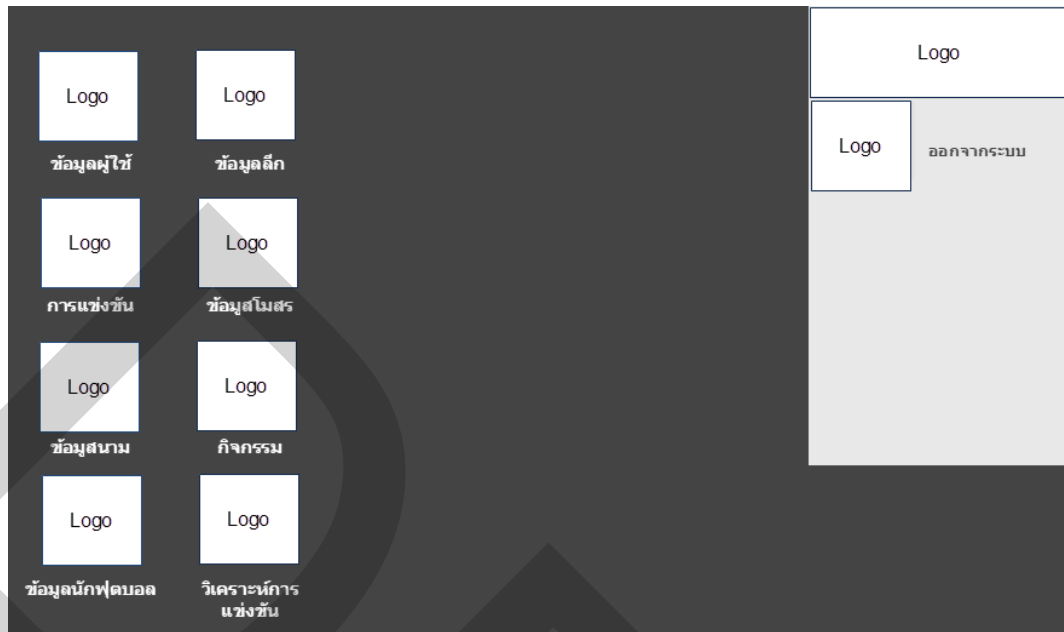 Logo
Logo Logo
ข้อมูลผู้ใช้ ข้อมูลลีก
Logo ออกจากระบบ
Logo Logo
การแข่งขัน ข้อมูสโมสร
Logo Logo
ข้อมูสนาม กิจกรรม
Logo Logo
ข้อมูลนักฟุตบอล วิเคราะห์การ
แข่งขัน